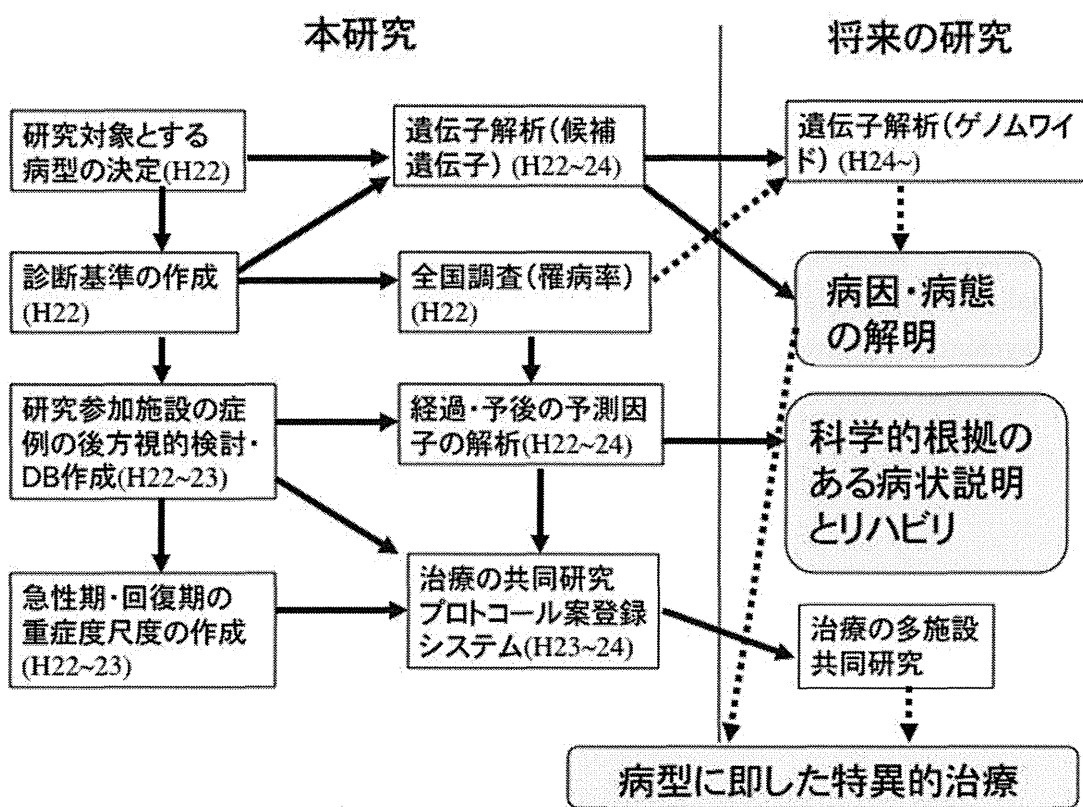 本研究
将来の研究
研究対象とする
病型の決定(H22)
遺伝子解析(候補
遺伝子) (H22~24)
遺伝子解析(ゲノムワイ
ド) (H24~)
診断基準の作成
(H22)
全国調査(罹病率)
(H22)
病因・病態
の解明
研究参加施設の症
例の後方視的検討・
DB作成(H22~23)
経過・予後の予測因
子の解析(H22~24)
科学的根拠の
ある病状説明
とリハビリ
急性期・回復期の
重症度尺度の作成
(H22~23)
治療の共同研究
プロトコール案登録
システム(H23~24)
治療の多施設
共同研究
病型に即した特異的治療